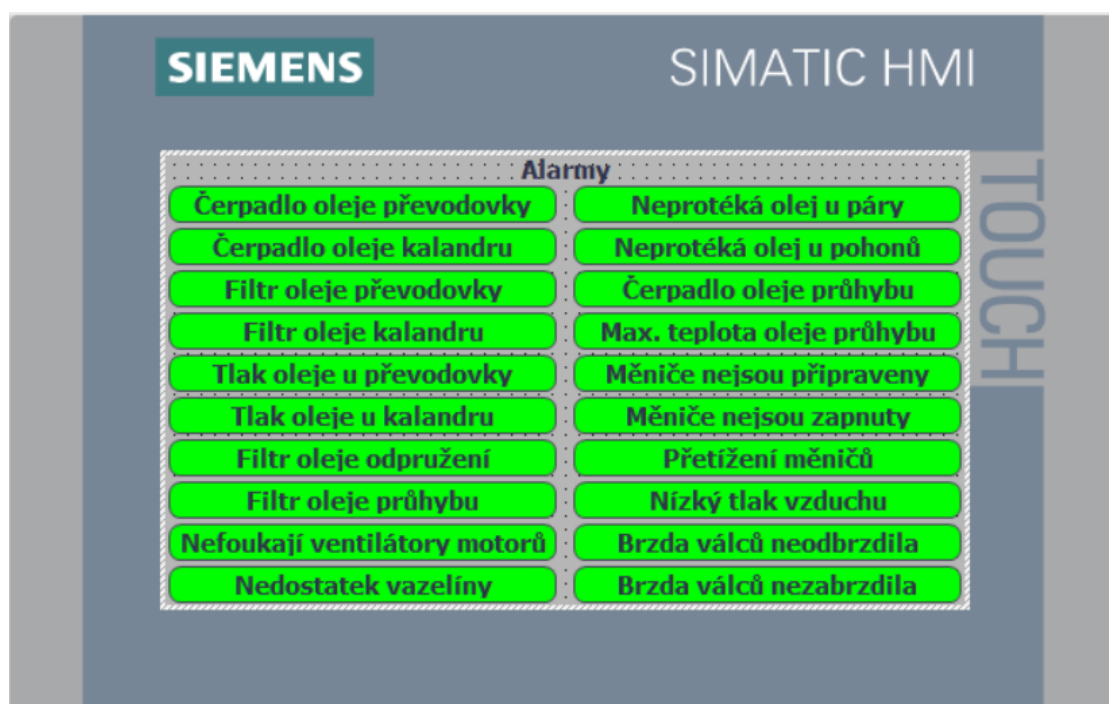 SIEMENS
SIMATIC HMI
TOUCH
Alarmy
Čerpadlo oleje převodovky
Čerpadlo oleje kalandru
Filtr oleje převodovky
Filtr oleje kalandru
Tlak oleje u převodovky
Tlak oleje u kalandru
Filtr oleje odpružení
Filtr oleje průhybu
Nefoukají ventilátory motorů
Nedostatek vazelíny
Neprotéká olej u páry
Neprotéká olej u pohonů
Čerpadlo oleje průhybu
Max. teplota oleje průhybu
Měniče nejsou připraveny
Měniče nejsou zapnuty
Přetížení měničů
Nízký tlak vzduchu
Brzda válců neodbrzdila
Brzda válců nezabrzdila